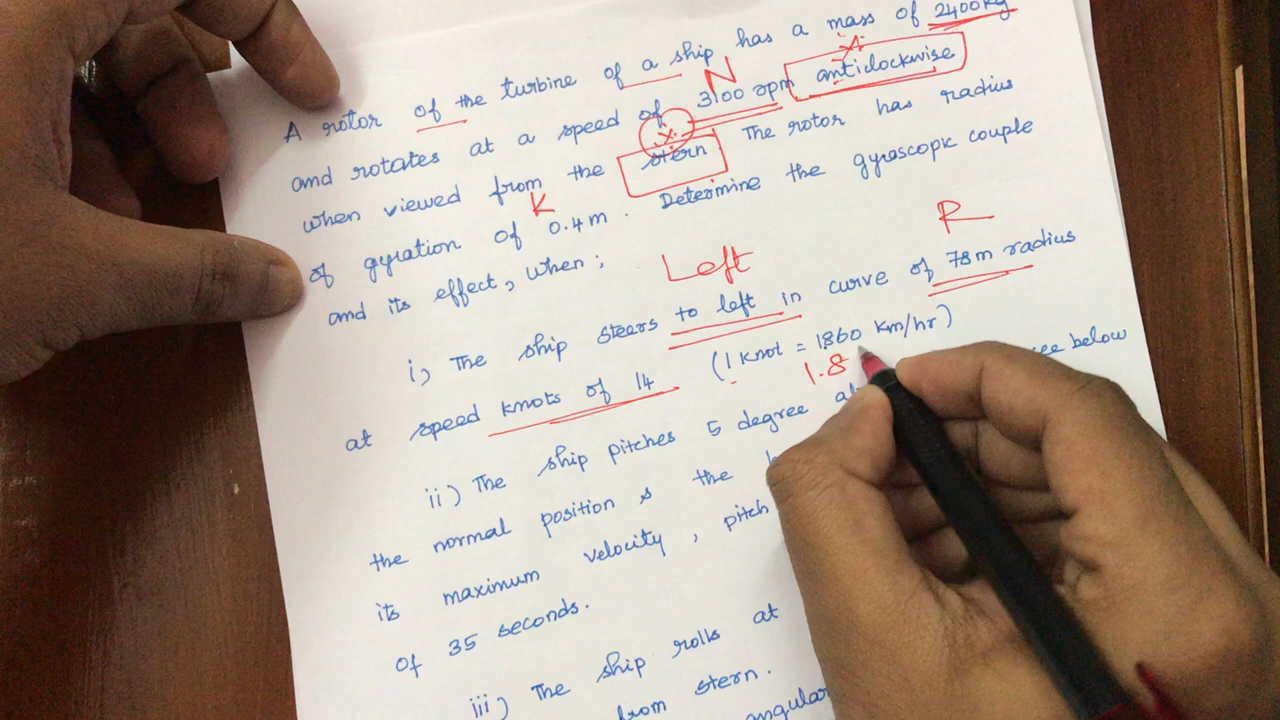 A rotor of the turbine of a ship has a mass of 2400kg
and rotates at a speed of 3100 rpm anticlockwise
N
when viewed from the stern. The rotor has radius
K
of gyration of 0.4m. Determine the gyroscopic couple
and its effect, when;
Left
R
i) The ship stears to left in curve of 78m radius
at speed knots of 14 (1 knot = 1860 km/hr)
1.8
ii) The ship pitches 5 degree below
the normal position s the
its maximum velocity, pitch
of 35 seconds.
iii) The ship rolls at
from stern.
angular